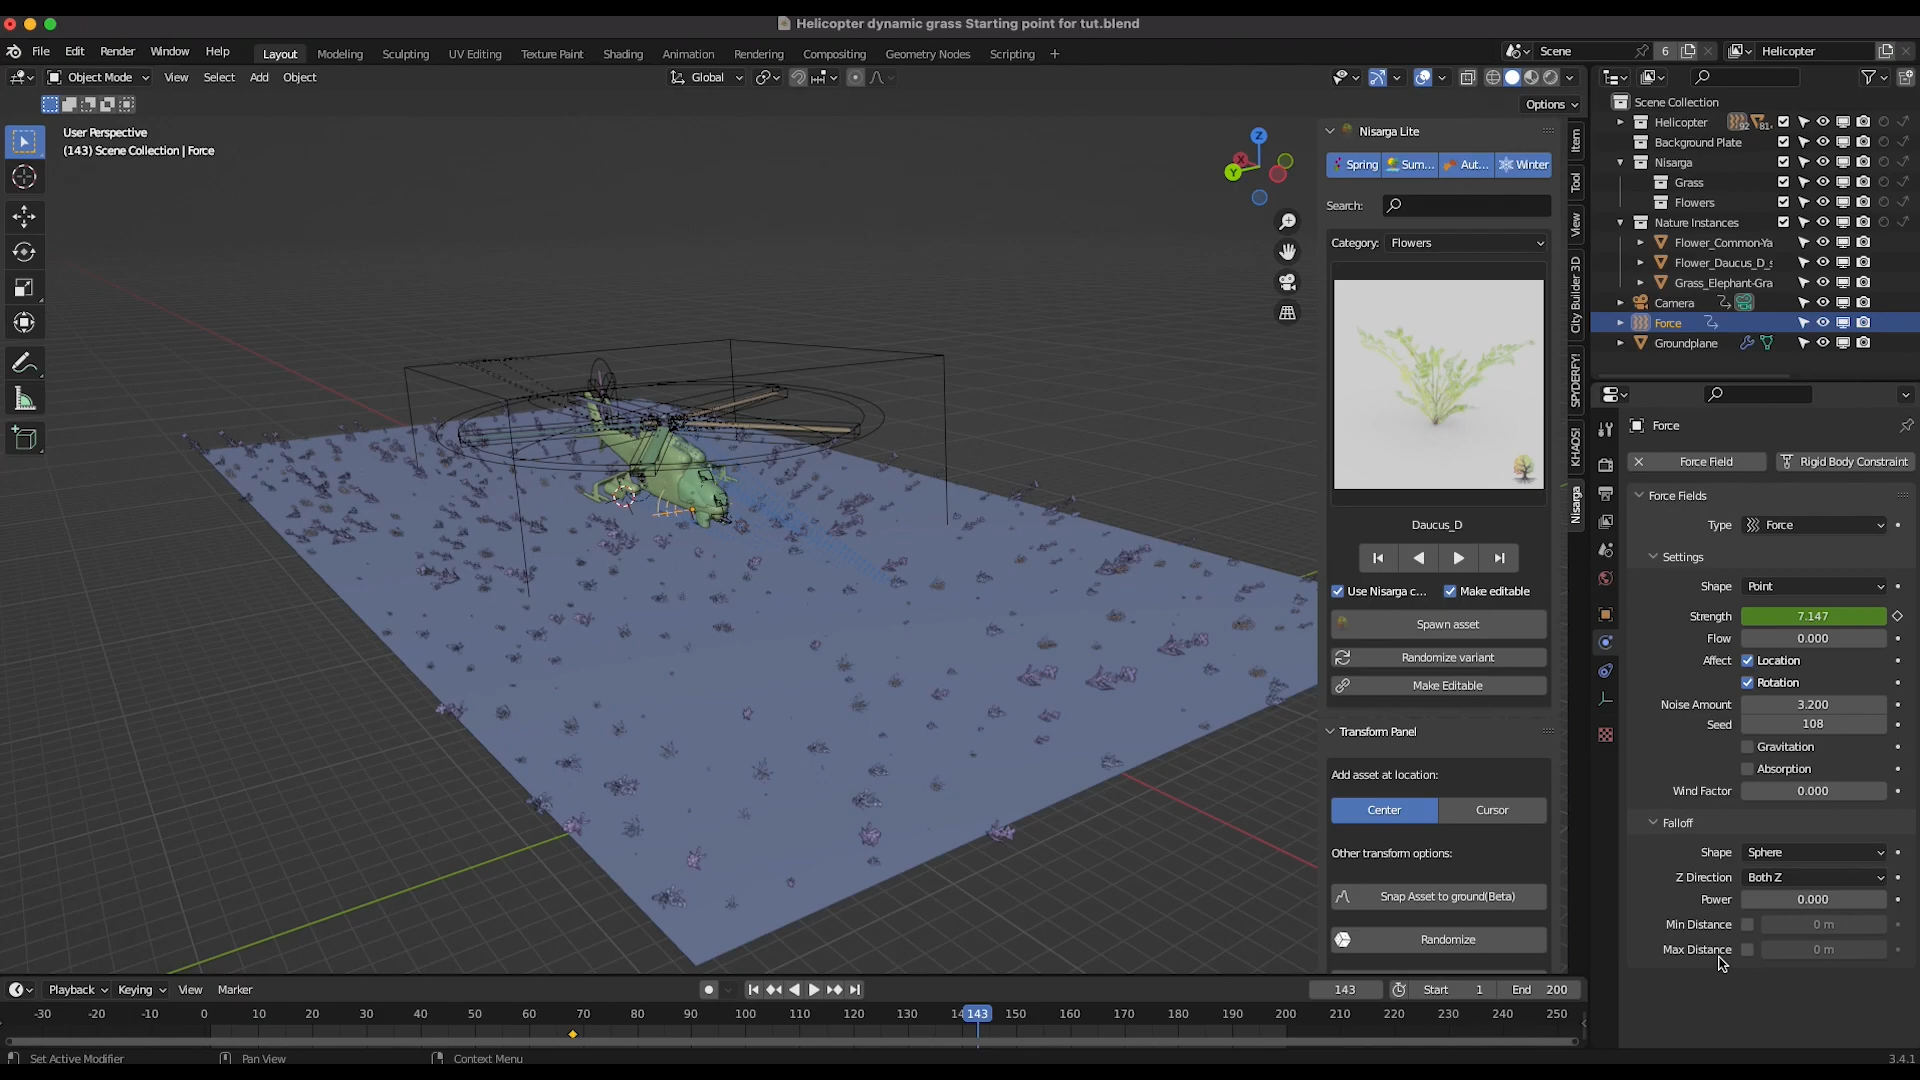 Helicopter dynamic grass Starting point for tut.blend
File Edit Render Window Help
Layout Modeling Sculpting UV Editing Texture Paint Shading Animation Rendering Compositing Geometry Nodes Scripting +
Scene 6 Helicopter
Object Mode View Select Add Object Global
Options
User Perspective
(143) Scene Collection | Force
Z
X
Y
Nisarga Lite
Spring Sum... Aut... Winter
Search:
Category: Flowers
Daucus_D
Use Nisarga c... Make editable
Spawn asset
Randomize variant
Make Editable
Transform Panel
Add asset at location:
Center Cursor
Other transform options:
Snap Asset to ground(Beta)
Randomize
Item
Tool
View
City Builder 3D
SPYDERFY!
KHAOS!
Nisarga
Scene Collection
Helicopter 92 81
Background Plate
Nisarga
Grass
Flowers
Nature Instances
Flower_Common-Ya
Flower_Daucus_D_s
Grass_Elephant-Gra
Camera
Force
Groundplane
Force
Force Field Rigid Body Constraint
Force Fields
Type Force
Settings
Shape Point
Strength 7.147
Flow 0.000
Affect Location
Rotation
Noise Amount 3.200
Seed 108
Gravitation
Absorption
Wind Factor 0.000
Falloff
Shape Sphere
Z Direction Both Z
Power 0.000
Min Distance 0 m
Max Distance 0 m
Playback Keying View Marker 143 Start 1 End 200
-30 -20 -10 0 10 20 30 40 50 60 70 80 90 100 110 120 130 14 143 150 160 170 180 190 200 210 220 230 240 250
Set Active Modifier Pan View Context Menu 3.4.1